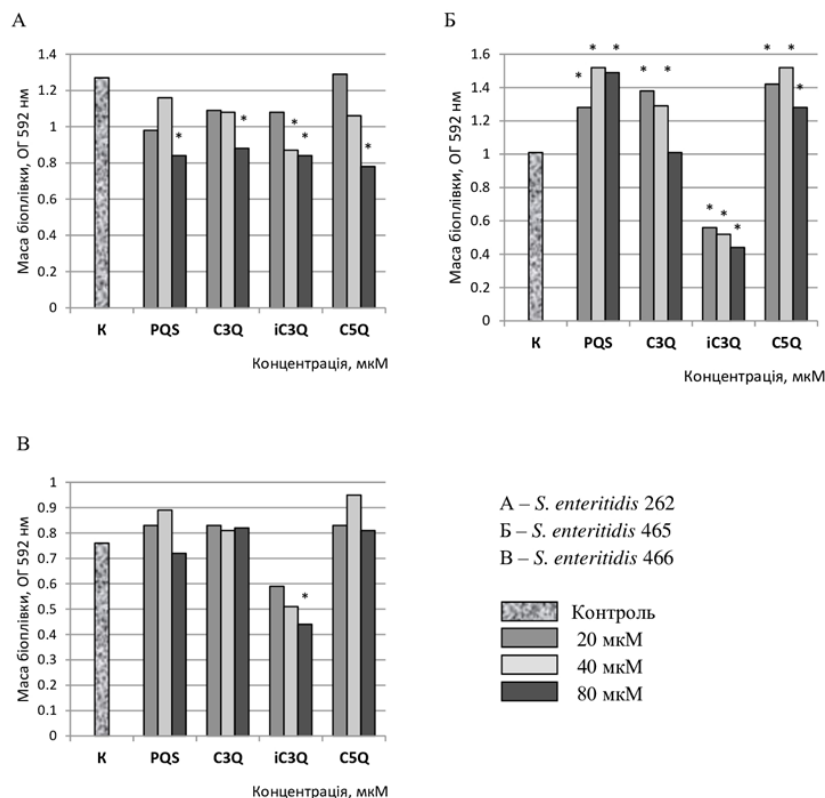 А
Маса біоплівки, ОГ 592 нм
1.4
1.2
1
0.8
0.6
0.4
0.2
0
* * * * *
К PQS C3Q iC3Q C5Q
Концентрація, мкМ
Б
Маса біоплівки, ОГ 592 нм
1.6
1.4
1.2
1
0.8
0.6
0.4
0.2
0
* * * * * * * * * * *
К PQS C3Q iC3Q C5Q
Концентрація, мкМ
В
Маса біоплівки, ОГ 592 нм
1
0.9
0.8
0.7
0.6
0.5
0.4
0.3
0.2
0.1
0
*
К PQS C3Q iC3Q C5Q
Концентрація, мкМ
А – S. enteritidis 262
Б – S. enteritidis 465
В – S. enteritidis 466
Контроль
20 мкМ
40 мкМ
80 мкМ